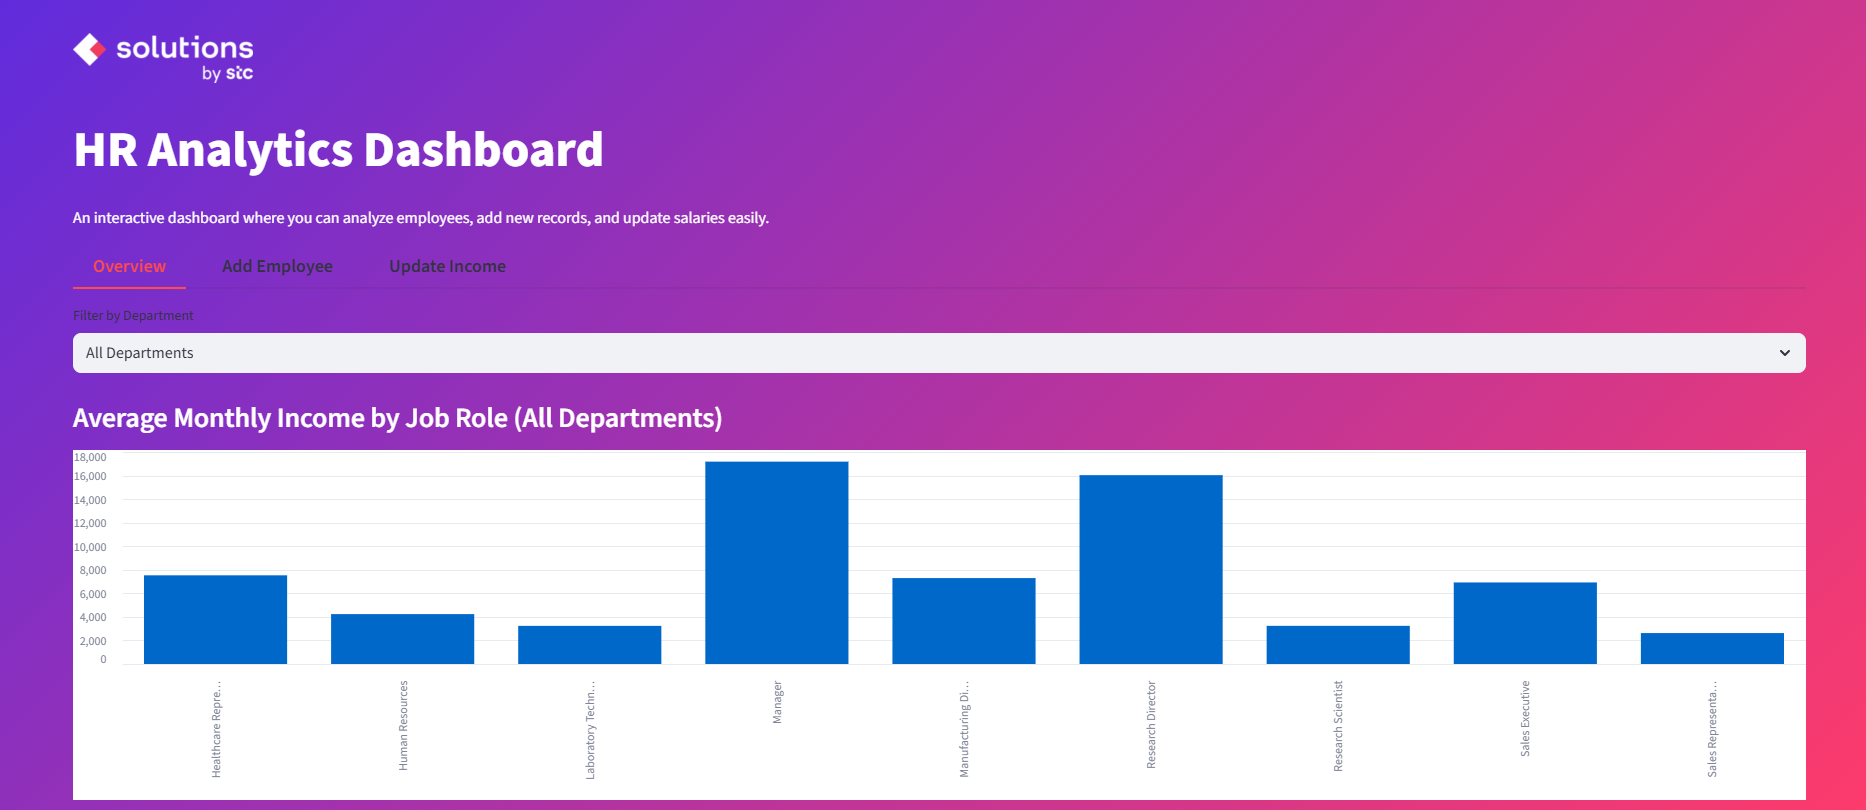 solutions
by stc
HR Analytics Dashboard
An interactive dashboard where you can analyze employees, add new records, and update salaries easily.
Overview
Add Employee
Update Income
Filter by Department
All Departments
Average Monthly Income by Job Role (All Departments)
18,000
16,000
14,000
12,000
10,000
8,000
6,000
4,000
2,000
0
Healthcare Repre...
Human Resources
Laboratory Techn...
Manager
Manufacturing Di...
Research Director
Research Scientist
Sales Executive
Sales Representa...